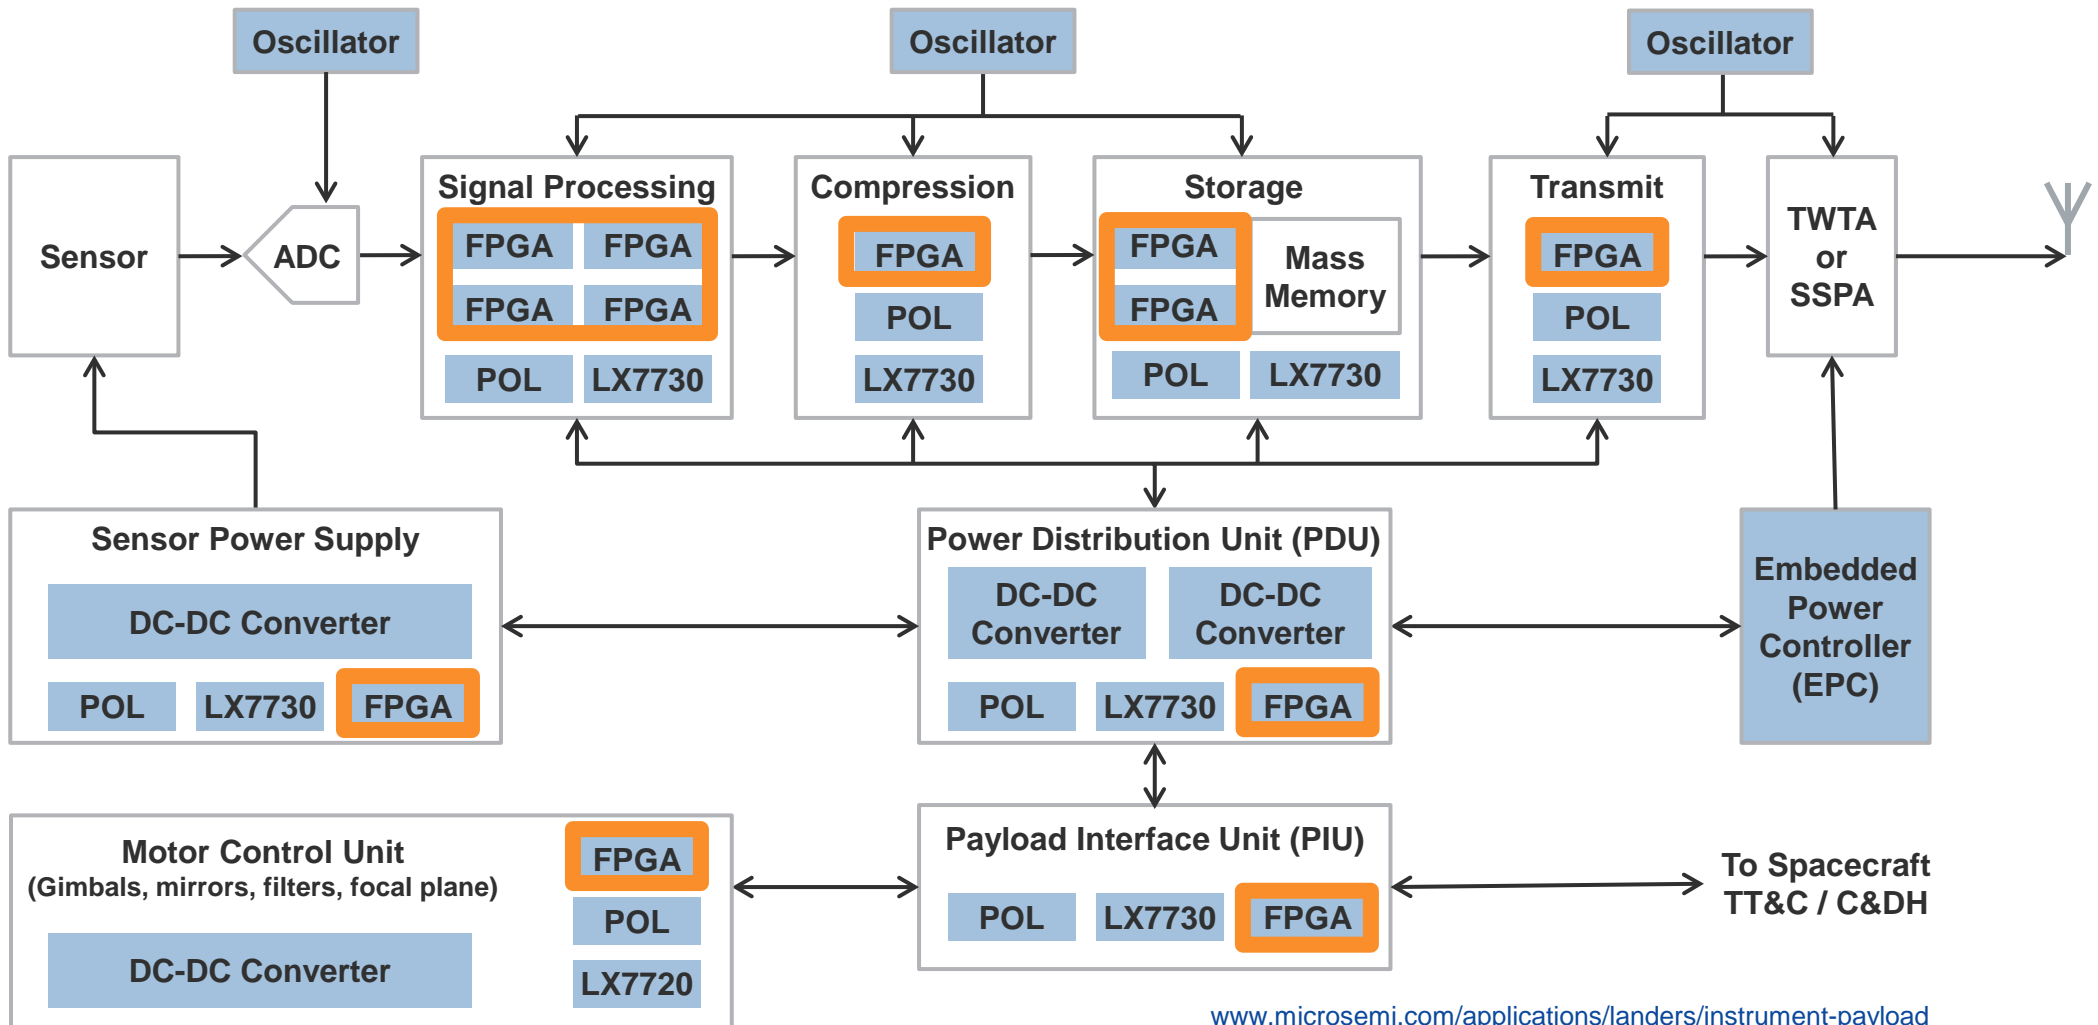 Oscillator
Oscillator
Oscillator
Sensor
ADC
Signal Processing
FPGA
FPGA
FPGA
FPGA
POL
LX7730
Compression
FPGA
POL
LX7730
Storage
FPGA
FPGA
Mass
Memory
POL
LX7730
Transmit
FPGA
POL
LX7730
TWTA
or
SSPA
Sensor Power Supply
DC-DC Converter
POL
LX7730
FPGA
Power Distribution Unit (PDU)
DC-DC
Converter
DC-DC
Converter
POL
LX7730
FPGA
Embedded
Power
Controller
(EPC)
Motor Control Unit
(Gimbals, mirrors, filters, focal plane)
DC-DC Converter
FPGA
POL
LX7720
Payload Interface Unit (PIU)
POL
LX7730
FPGA
To Spacecraft
TT&C / C&DH
www.microsemi.com/applications/landers/instrument-payload